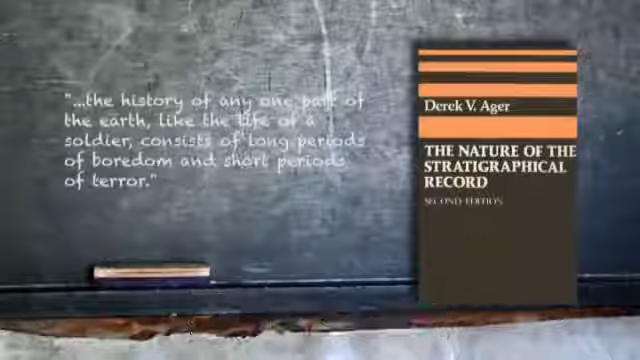 "...the history of any one part of
the earth, like the life of a
soldier, consists of long periods
of boredom and short periods
of terror."
Derek V. Ager
THE NATURE OF THE
STRATIGRAPHICAL
RECORD
SECOND EDITION